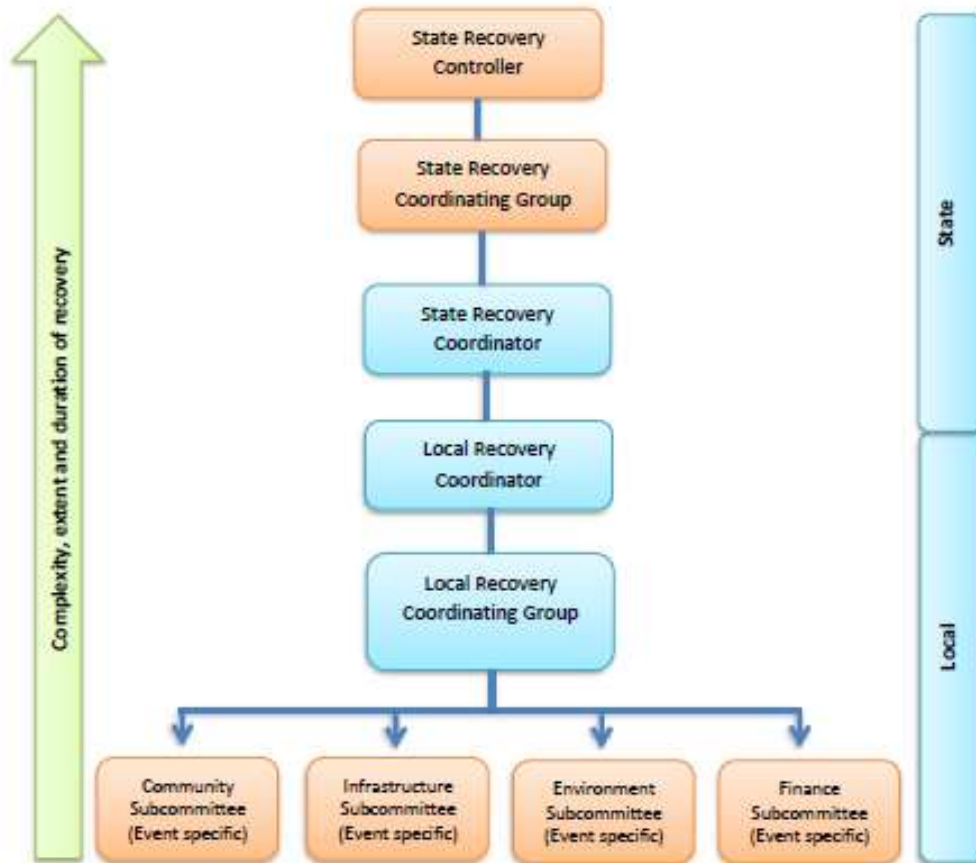 State Recovery
Controller
State Recovery
Coordinating Group
State Recovery
Coordinator
Local Recovery
Coordinator
Local Recovery
Coordinating Group
Community
Subcommittee
(Event specific)
Infrastructure
Subcommittee
(Event specific)
Environment
Subcommittee
(Event specific)
Finance
Subcommittee
(Event specific)
Complexity, extent and duration of recovery
State
Local